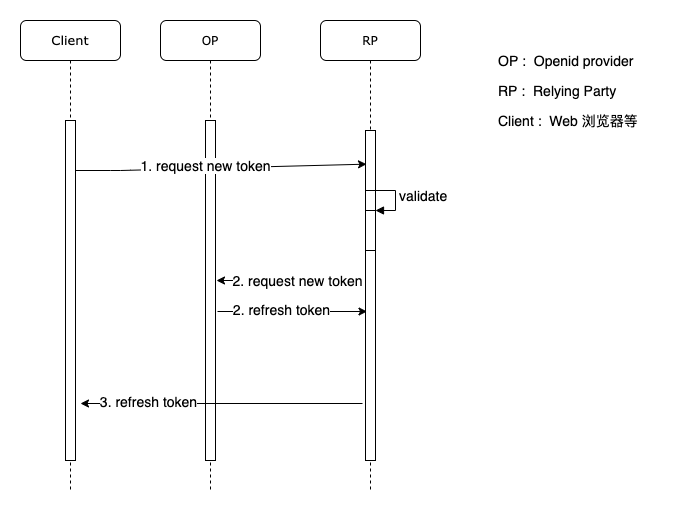 Client
OP
RP
OP : Openid provider
RP : Relying Party
Client : Web 浏览器等
1. request new token
validate
2. request new token
2. refresh token
3. refresh token